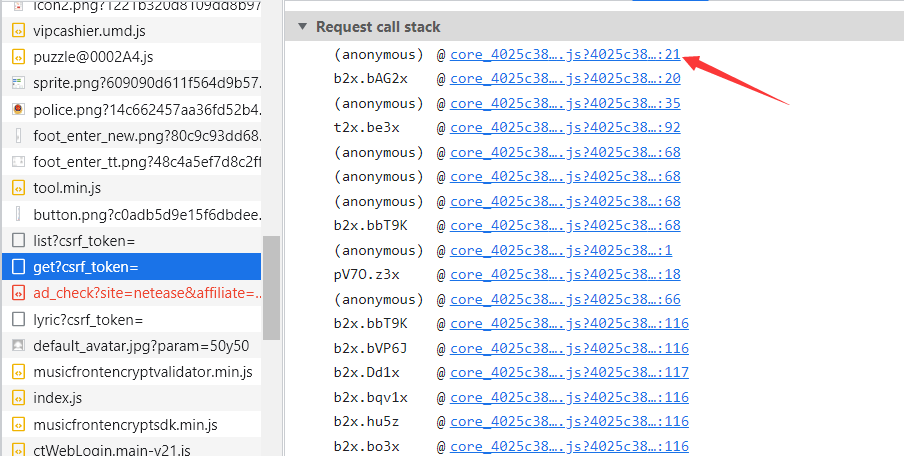 icon2.png?1221b320d8109dd8b97
vipcashier.umd.js
puzzle@0002A4.js
sprite.png?609090d611f564d9b57.
police.png?14c662457aa36fd52b4.
foot_enter_new.png?80c9c93dd68.
foot_enter_tt.png?48c4a5ef7d8c2ff
tool.min.js
button.png?c0adb5d9e15f6dbdee.
list?csrf_token=
get?csrf_token=
ad_check?site=netease&affiliate=..
lyric?csrf_token=
default_avatar.jpg?param=50y50
musicfrontencryptvalidator.min.js
index.js
musicfrontencryptsdk.min.js
ctWebLogin.main-v21.js
▼ Request call stack
(anonymous) @ core_4025c38….js?4025c38…:21
b2x.bAG2x @ core_4025c38….js?4025c38…:20
(anonymous) @ core_4025c38….js?4025c38…:35
t2x.be3x @ core_4025c38….js?4025c38…:92
(anonymous) @ core_4025c38….js?4025c38…:68
(anonymous) @ core_4025c38….js?4025c38…:68
(anonymous) @ core_4025c38….js?4025c38…:68
b2x.bbT9K @ core_4025c38….js?4025c38…:68
(anonymous) @ core_4025c38….js?4025c38…:1
pV7O.z3x @ core_4025c38….js?4025c38…:18
(anonymous) @ core_4025c38….js?4025c38…:66
b2x.bbT9K @ core_4025c38….js?4025c38…:116
b2x.bVP6J @ core_4025c38….js?4025c38…:116
b2x.Dd1x @ core_4025c38….js?4025c38…:117
b2x.bqv1x @ core_4025c38….js?4025c38…:116
b2x.hu5z @ core_4025c38….js?4025c38…:116
b2x.bo3x @ core_4025c38….js?4025c38…:116